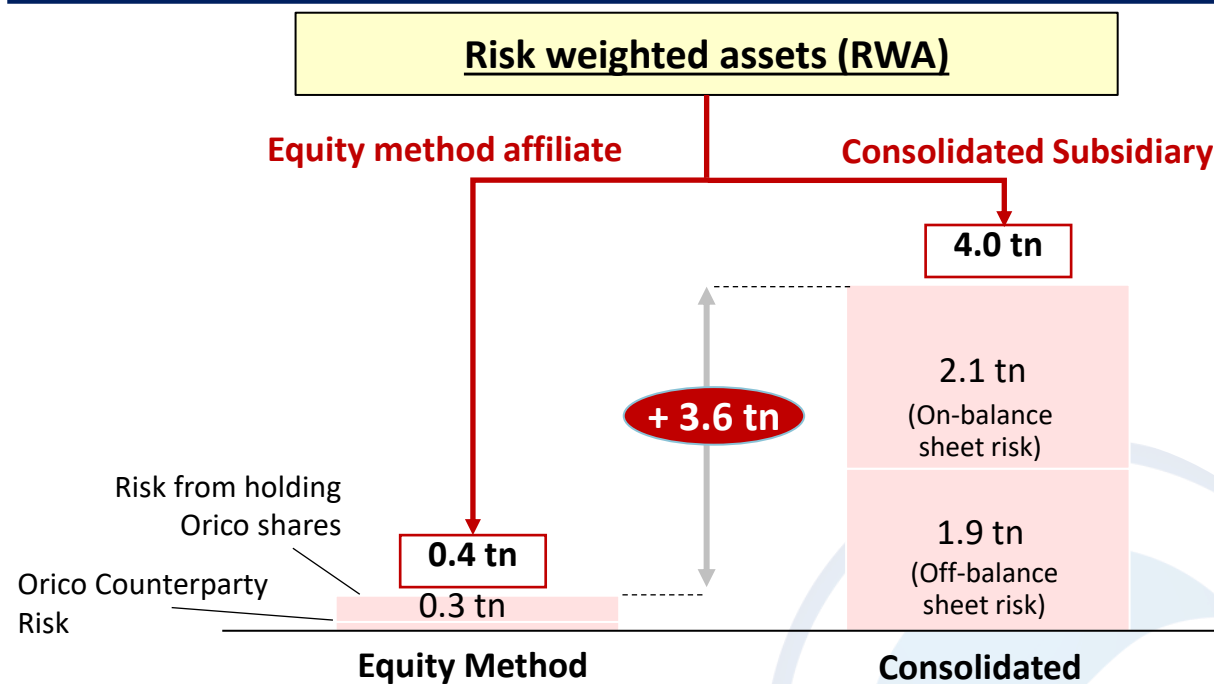 Risk weighted assets (RWA)
Equity method affiliate
Consolidated Subsidiary
4.0 tn
2.1 tn
(On-balance
sheet risk)
+ 3.6 tn
Risk from holding
Orico shares
0.4 tn
1.9 tn
(Off-balance
sheet risk)
Orico Counterparty
Risk
0.3 tn
Equity Method
Consolidated